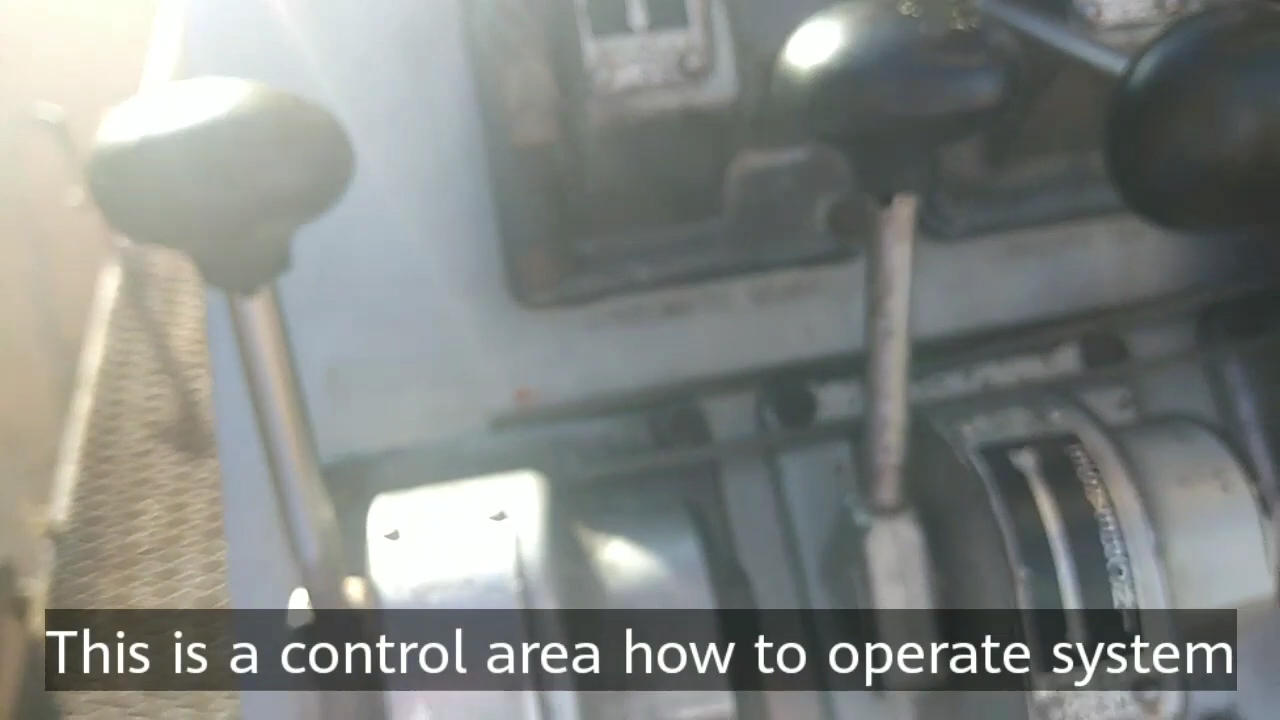 This is a control area how to operate system